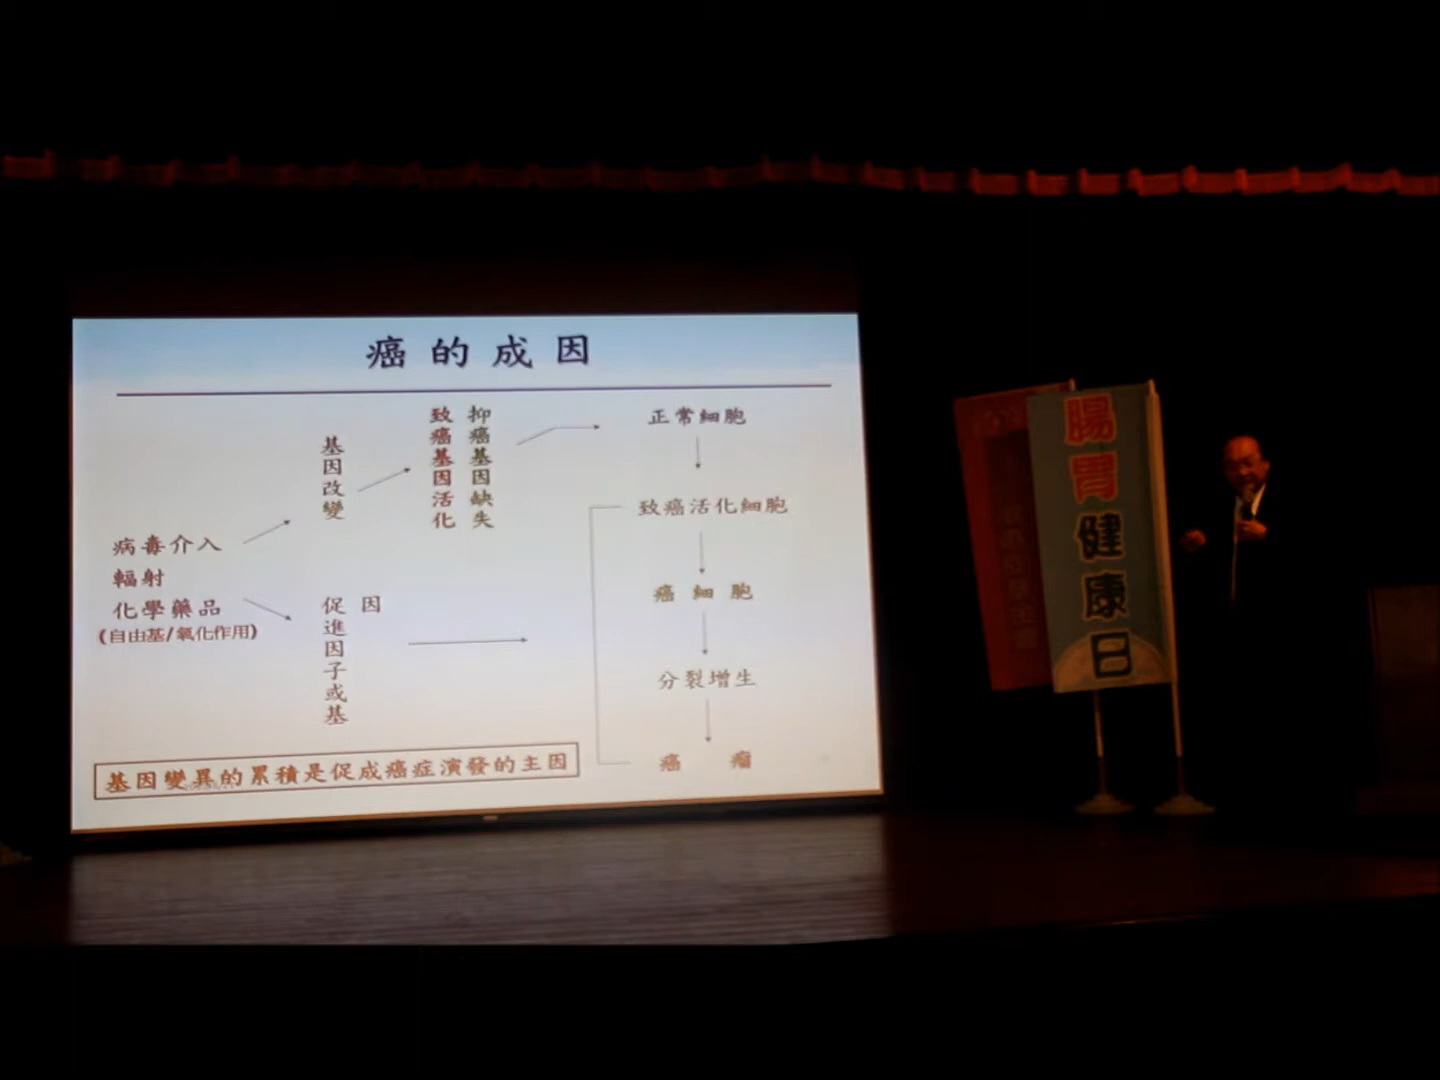 癌的成因
致癌基因活化
抑癌基因缺失
基因改變
病毒介入
輻射
化學藥品
(自由基/氧化作用)
促進因子或基
因
正常細胞
致癌活化細胞
癌細胞
分裂增生
癌瘤
基因變異的累積是促成癌症演發的主因
腸胃健康日